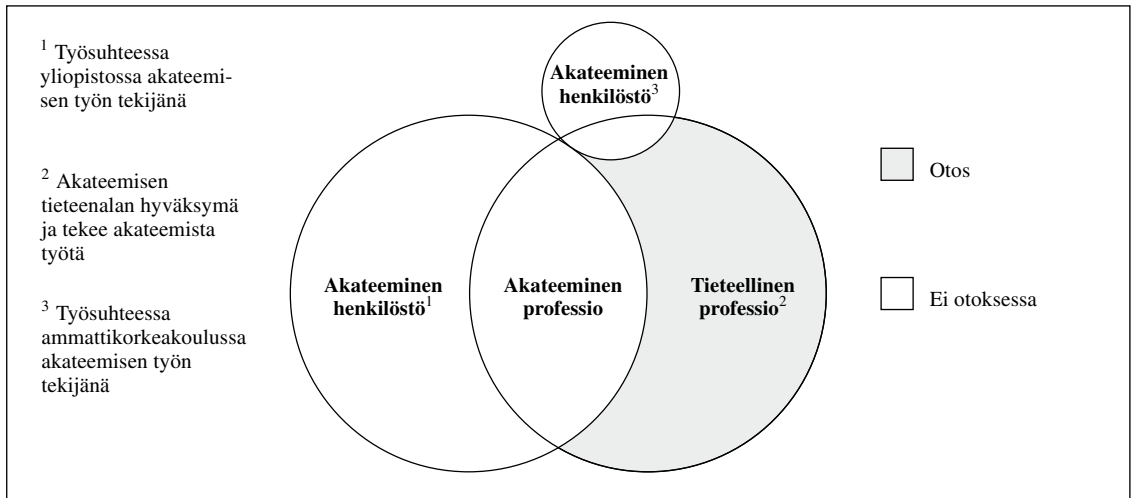 ¹ Työsuhteessa
yliopistossa akateemi-
sen työn tekijänä
² Akateemisen
tieteenalan hyväksymä
ja tekee akateemista
työtä
³ Työsuhteessa
ammattikorkeakoulussa
akateemisen työn
tekijänä
Akateeminen
henkilöstö³
Akateeminen
henkilöstö¹
Akateeminen
professio
Tieteellinen
professio²
Otos
Ei otoksessa